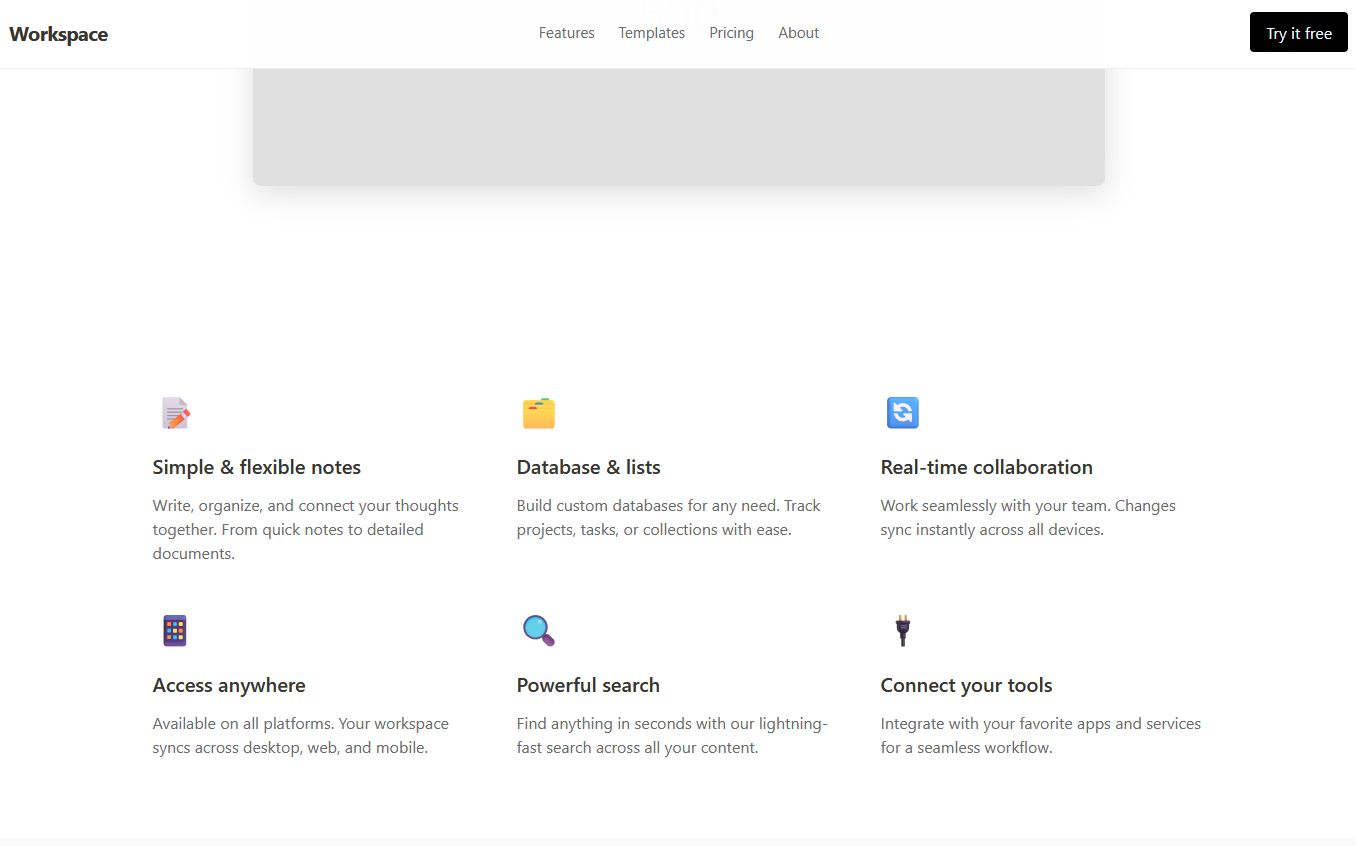 Workspace
Features
Templates
Pricing
About
Try it free
Simple & flexible notes
Write, organize, and connect your thoughts
together. From quick notes to detailed
documents.
Database & lists
Build custom databases for any need. Track
projects, tasks, or collections with ease.
Real-time collaboration
Work seamlessly with your team. Changes
sync instantly across all devices.
Access anywhere
Available on all platforms. Your workspace
syncs across desktop, web, and mobile.
Powerful search
Find anything in seconds with our lightning-
fast search across all your content.
Connect your tools
Integrate with your favorite apps and services
for a seamless workflow.